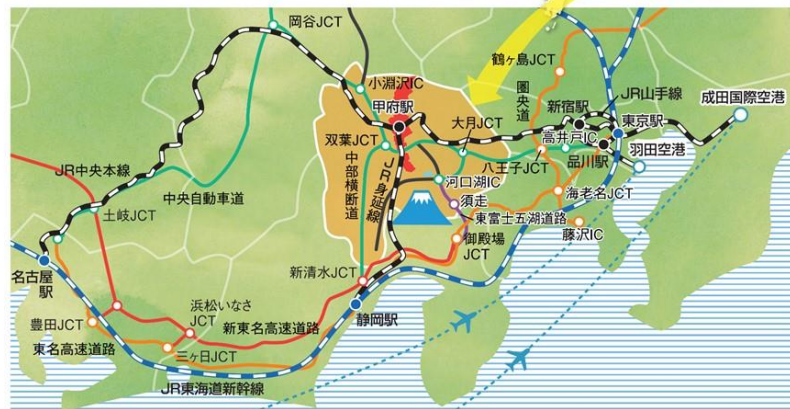 岡谷JCT
鶴ヶ島JCT
小淵沢IC
圏央道
新宿駅
JR山手線
成田国際空港
甲府駅
大月JCT
高井戸IC
東京駅
双葉JCT
中部横断道
JR身延線
八王子JCT
品川駅
羽田空港
JR中央本線
中央自動車道
河口湖IC
須走
海老名JCT
土岐JCT
東富士五湖道路
藤沢IC
御殿場
JCT
名古屋
駅
新清水JCT
浜松いなさ
JCT
新東名高速道路
静岡駅
豊田JCT
東名高速道路
三ヶ日JCT
JR東海道新幹線